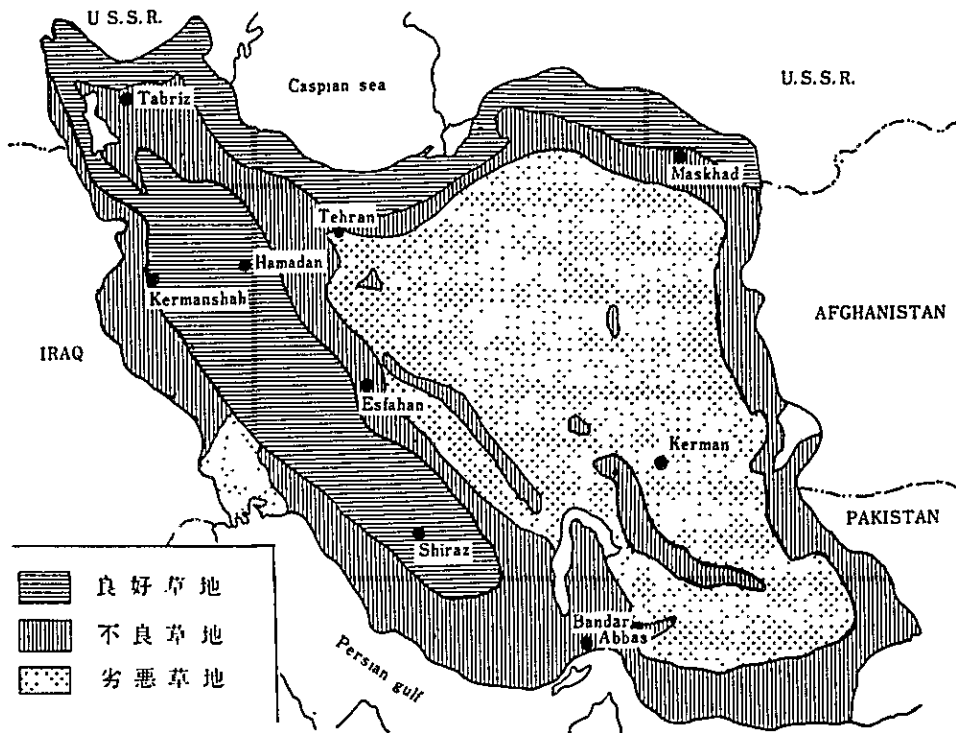 U S.S.R.
Caspian sea
U.S.S.R.
Tabriz
Maskhad
Tehran
Hamadan
Kermanshah
AFGHANISTAN
IRAQ
Esfahan
Kerman
PAKISTAN
Shiraz
良好草地
不良草地
劣悪草地
Bandar
Abbas
Persian gulf